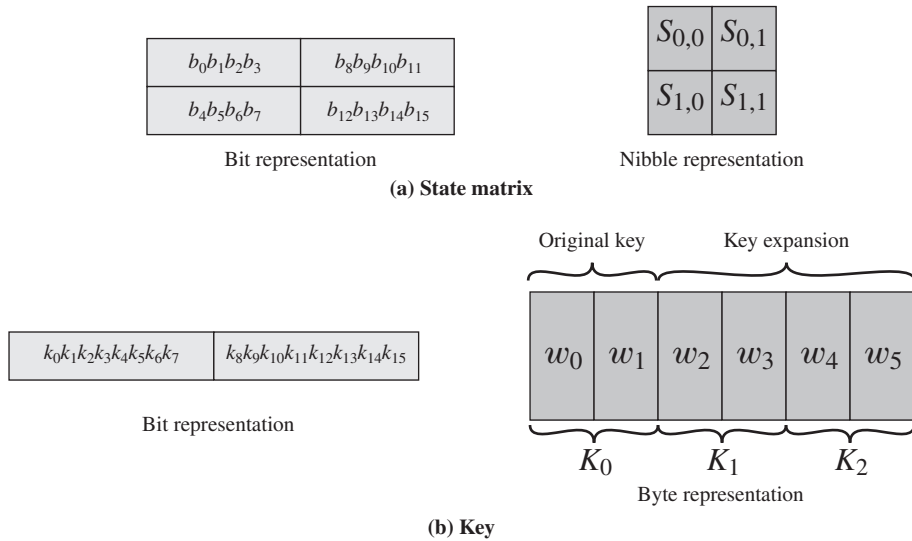 b₀b₁b₂b₃ b₈b₉b₁₀b₁₁
b₄b₅b₆b₇ b₁₂b₁₃b₁₄b₁₅
Bit representation
S₀,₀ S₀,₁
S₁,₀ S₁,₁
Nibble representation
(a) State matrix
Original key Key expansion
k₀k₁k₂k₃k₄k₅k₆k₇ k₈k₉k₁₀k₁₁k₁₂k₁₃k₁₄k₁₅
Bit representation
w₀ w₁ w₂ w₃ w₄ w₅
K₀ K₁ K₂
Byte representation
(b) Key